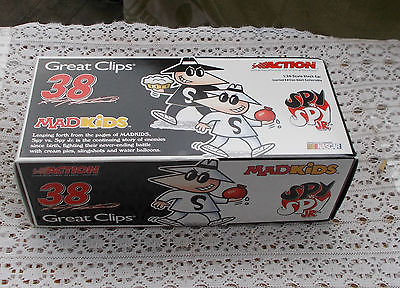 Great Clips
38
ACTION
1:24-Scale Stock Car
MADKIDS
Leaping forth from the pages of MADKIDS,
Spy vs. Spy Jr. is the continuing story of enemies
since birth, fighting their never-ending battle
with cream pies, slingshots and water balloons.
S
S
SPY
vs
SPY JR.
NASCAR
ACTION
38
Great Clips
S
MADKIDS
SPY
vs
SPY JR.